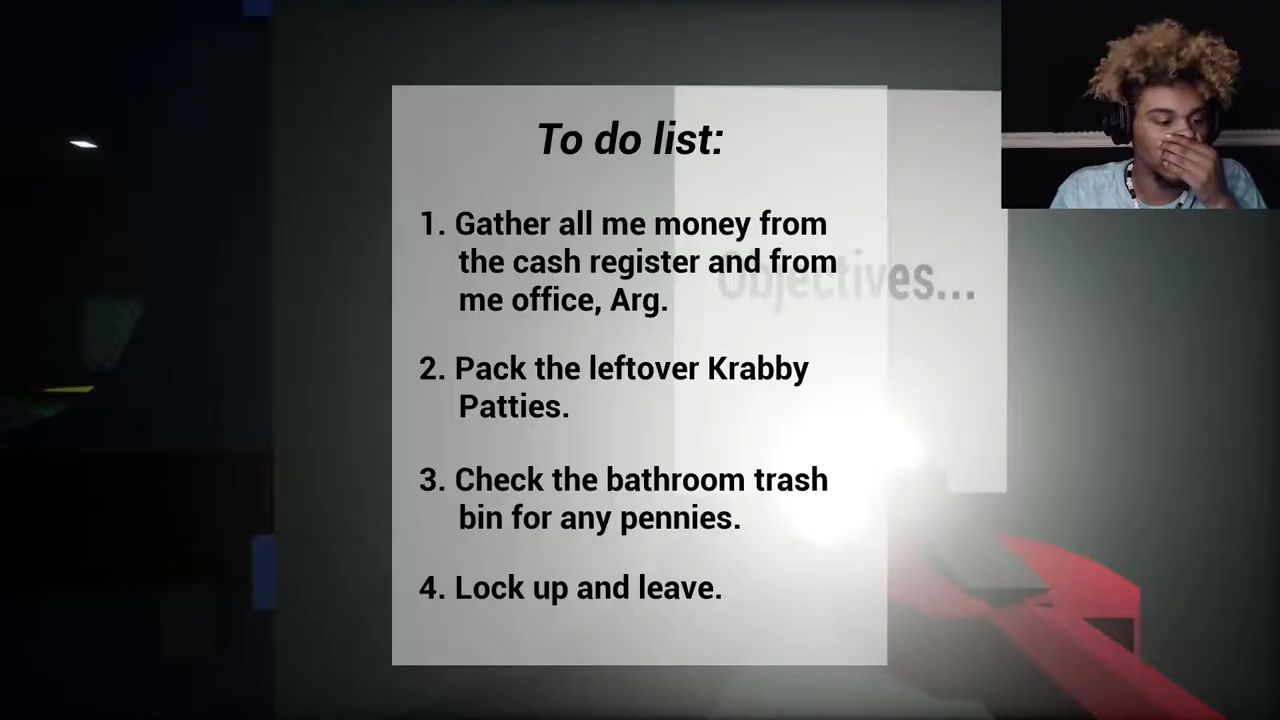 To do list:
1. Gather all me money from
the cash register and from
me office, Arg.
Objectives...
2. Pack the leftover Krabby
Patties.
3. Check the bathroom trash
bin for any pennies.
4. Lock up and leave.